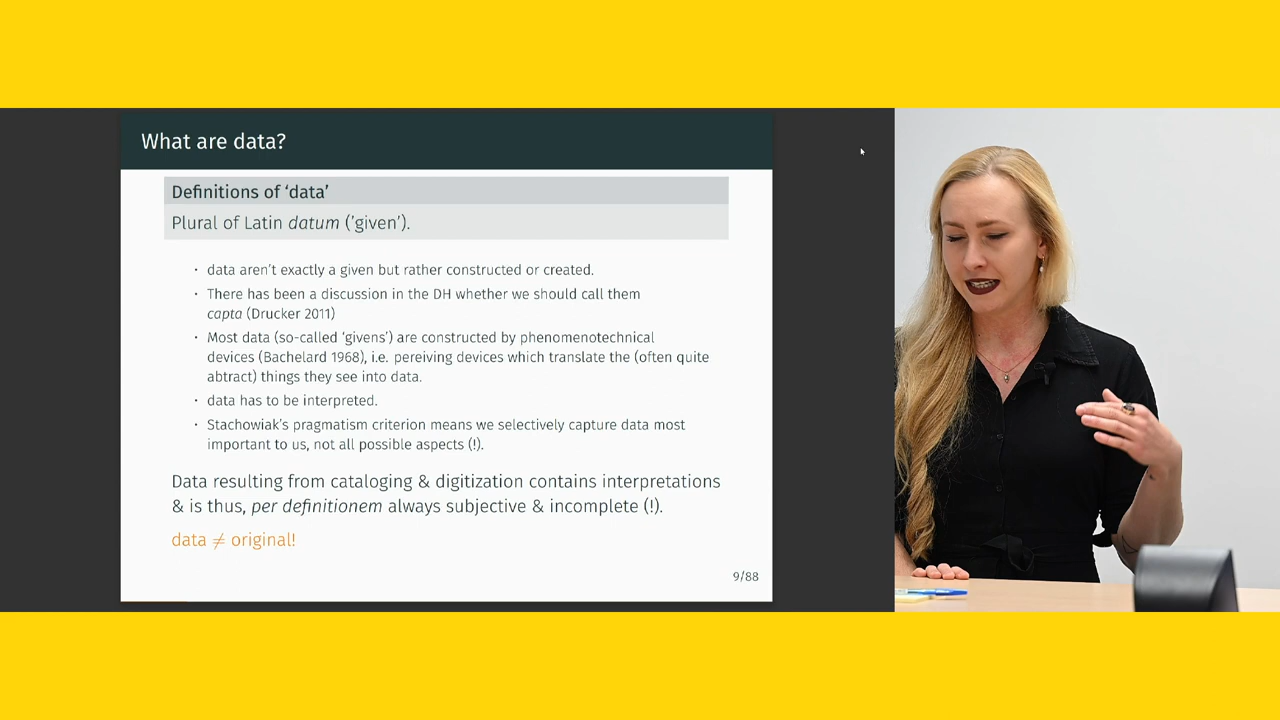 What are data?
Definitions of ‘data’
Plural of Latin datum (’given’).
· data aren’t exactly a given but rather constructed or created.
· There has been a discussion in the DH whether we should call them
capta (Drucker 2011)
· Most data (so-called ‘givens’) are constructed by phenomenotechnical
devices (Bachelard 1968), i.e. pereiving devices which translate the (often quite
abtract) things they see into data.
· data has to be interpreted.
· Stachowiak’s pragmatism criterion means we selectively capture data most
important to us, not all possible aspects (!).
Data resulting from cataloging & digitization contains interpretations
& is thus, per definitionem always subjective & incomplete (!).
data ≠ original!
9/88